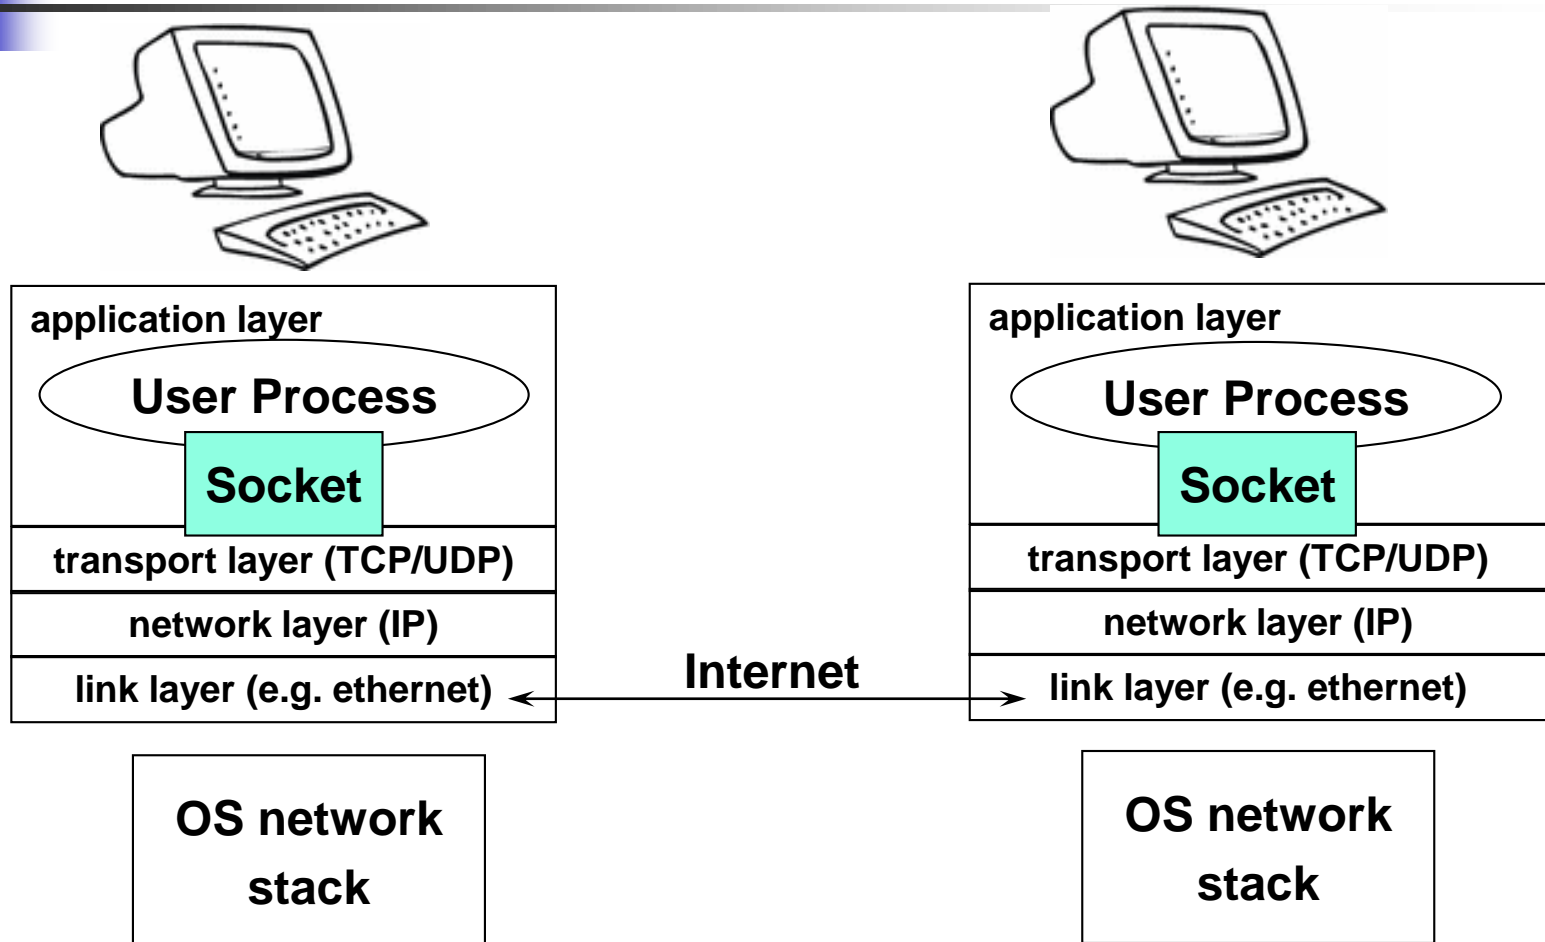 application layer
User Process
Socket
transport layer (TCP/UDP)
network layer (IP)
link layer (e.g. ethernet)
OS network
stack
Internet
application layer
User Process
Socket
transport layer (TCP/UDP)
network layer (IP)
link layer (e.g. ethernet)
OS network
stack